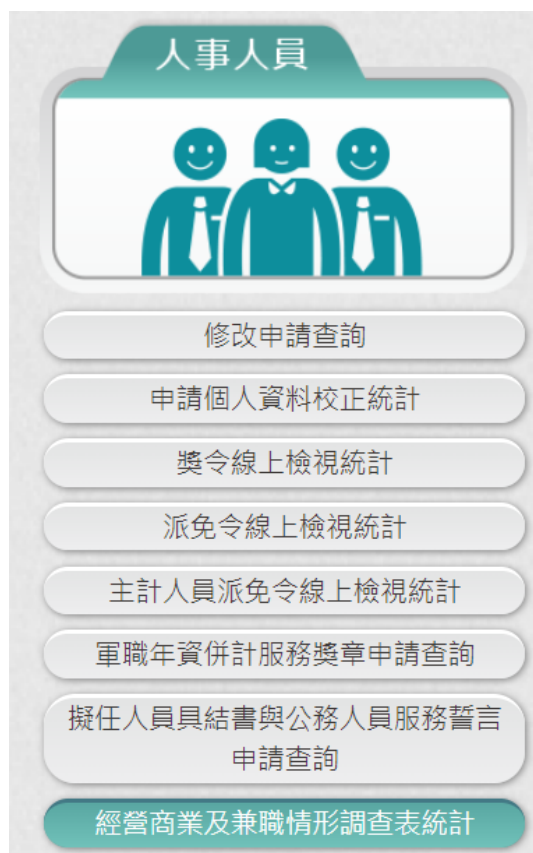 人事人員
修改申請查詢
申請個人資料校正統計
獎令線上檢視統計
派免令線上檢視統計
主計人員派免令線上檢視統計
軍職年資併計服務獎章申請查詢
擬任人員具結書與公務人員服務誓言
申請查詢
經營商業及兼職情形調查表統計